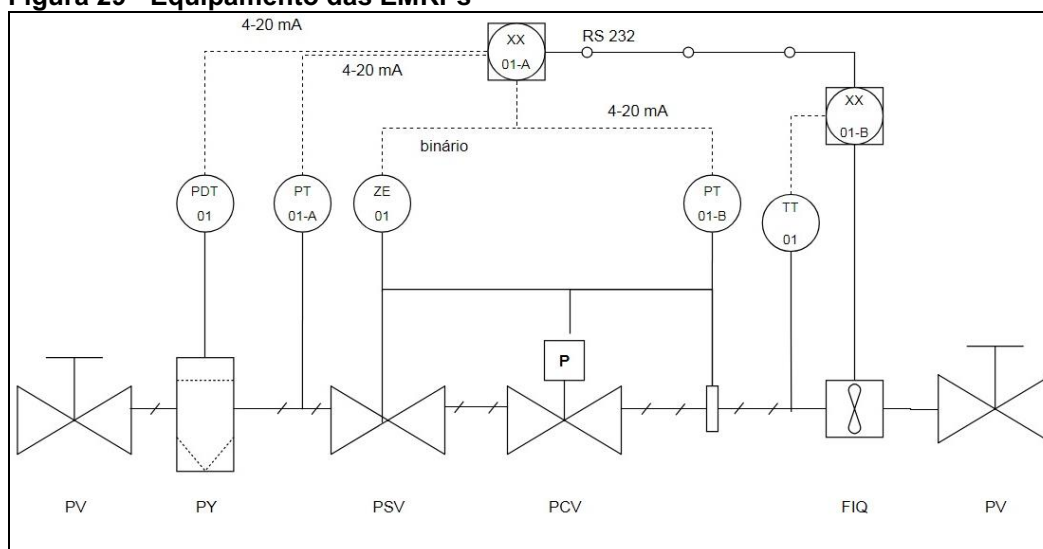 Figura 29 - Equipamento das EMRPs
4-20 mA
XX
01-A
RS 232
4-20 mA
XX
01-B
4-20 mA
binário
PDT
01
PT
01-A
ZE
01
PT
01-B
TT
01
P
PV
PY
PSV
PCV
FIQ
PV